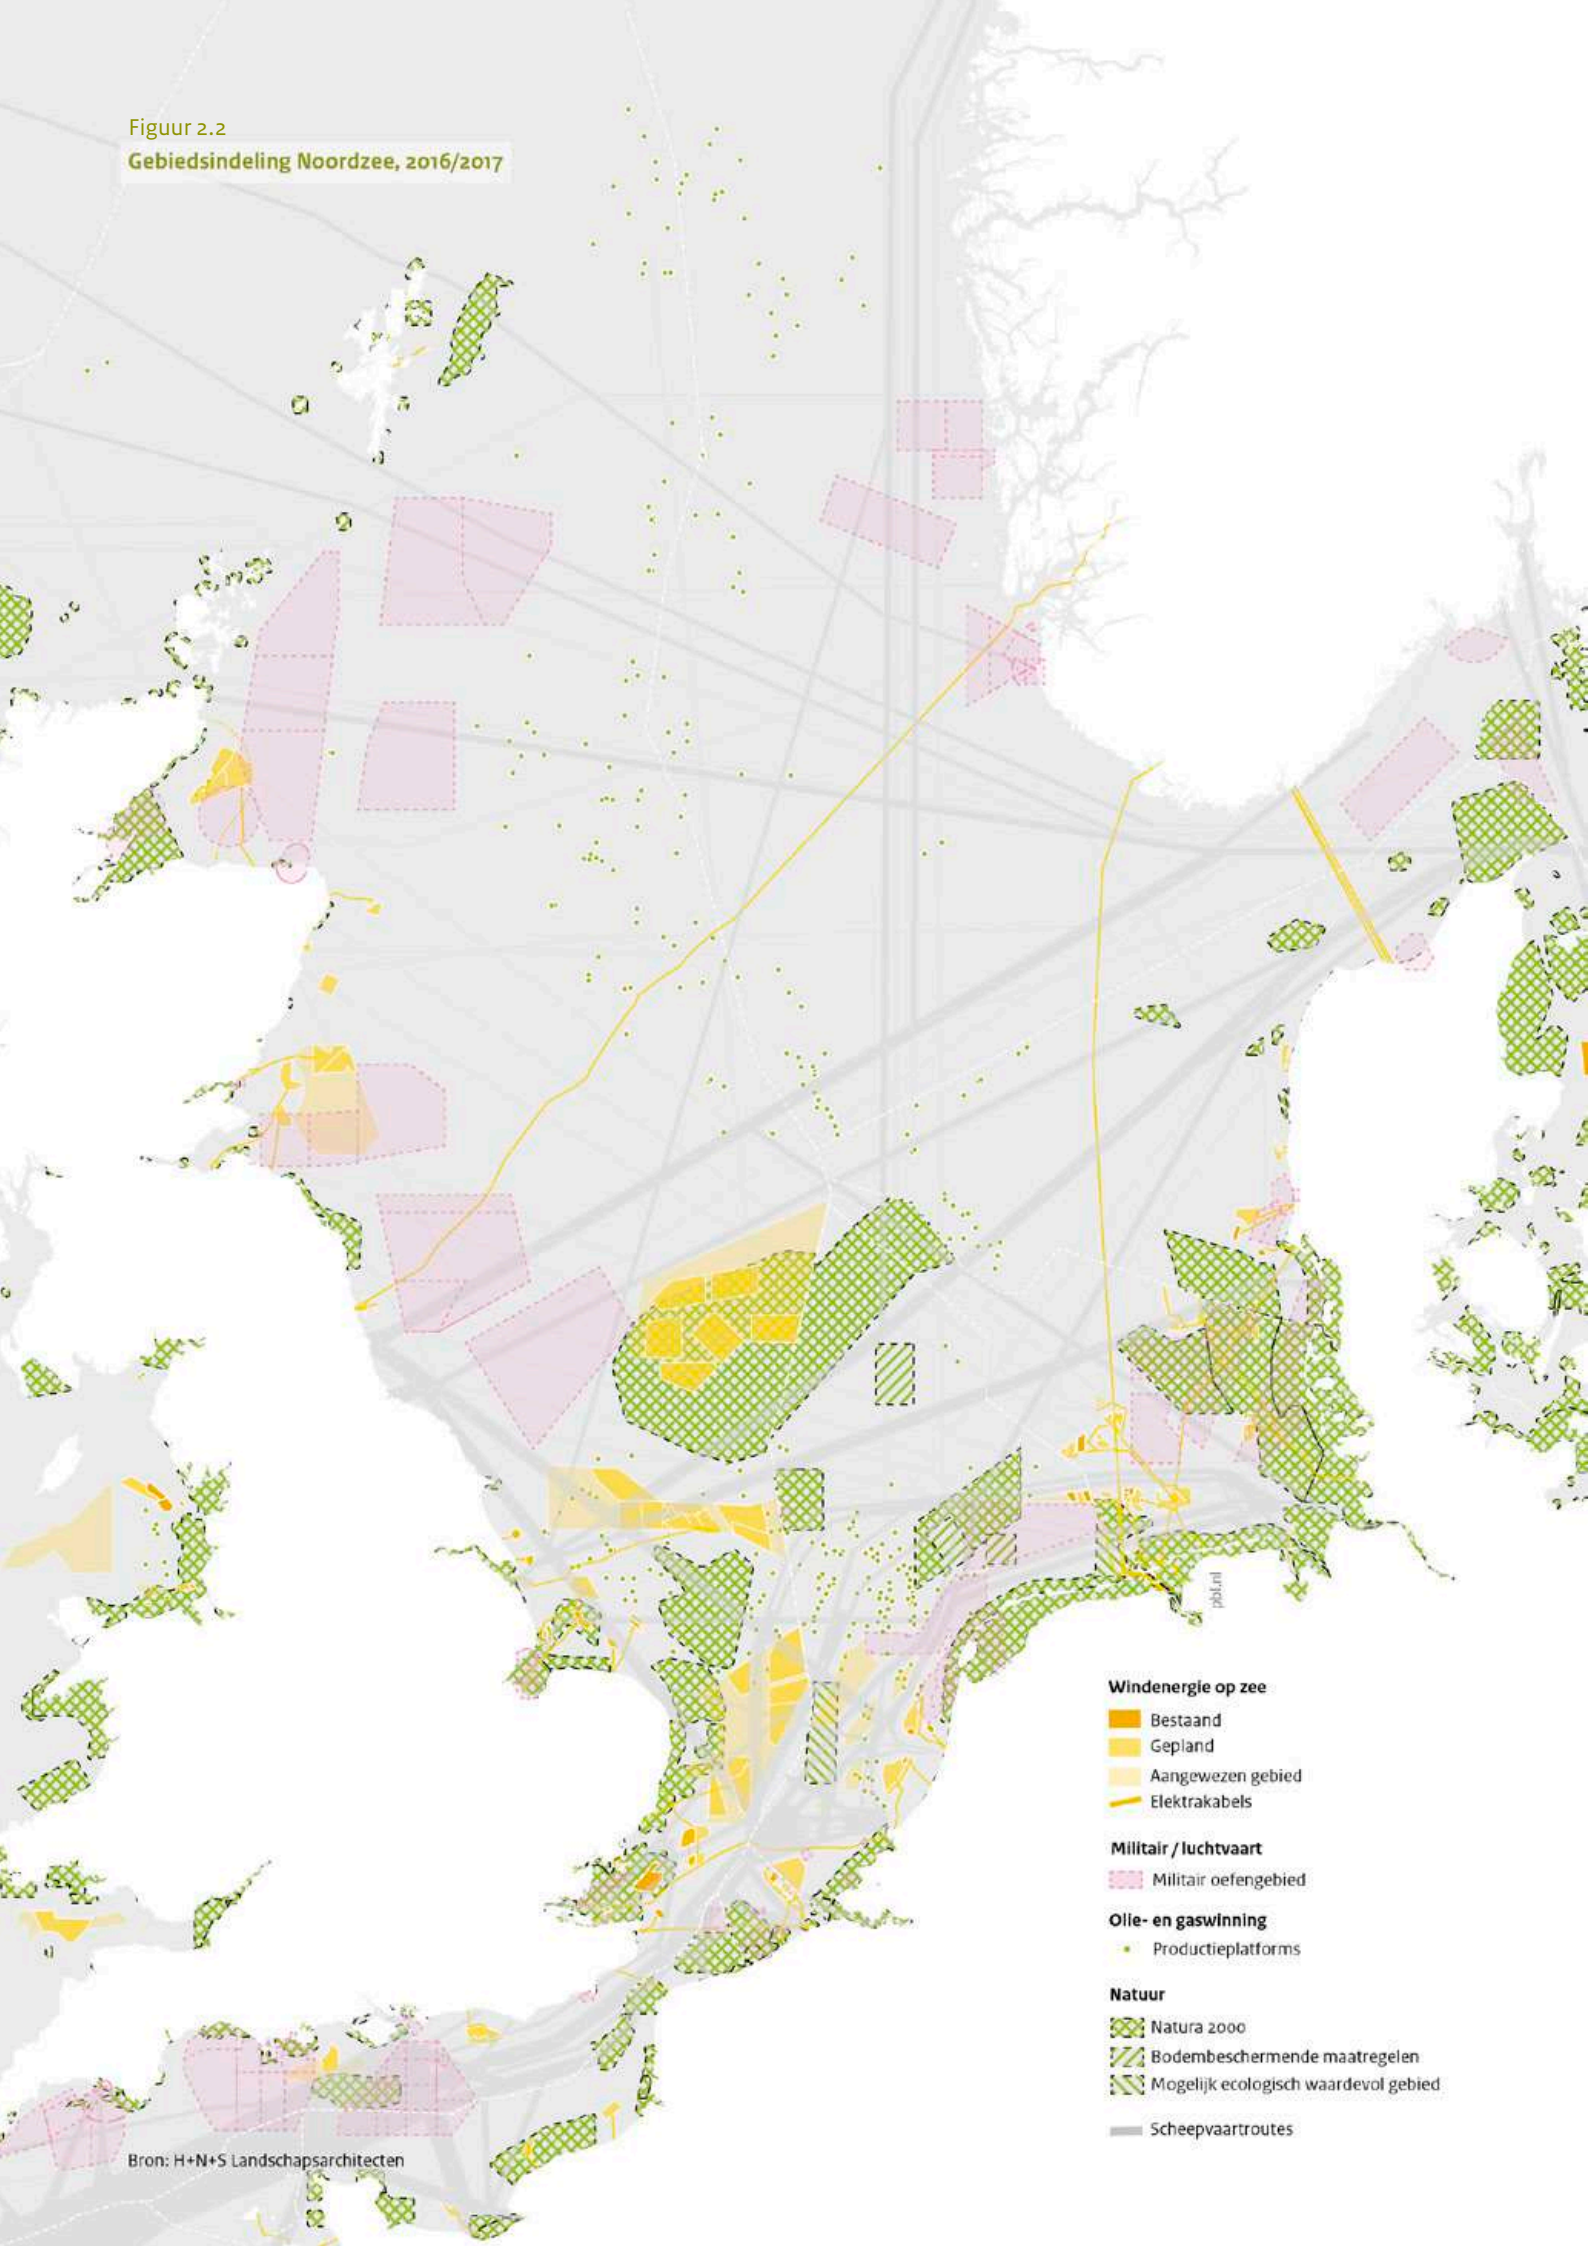 Figuur 2.2
Gebiedsindeling Noordzee, 2016/2017
pbl.nl
Windenergie op zee
Bestaand
Gepland
Aangewezen gebied
Elektrakabels
Militair / luchtvaart
Militair oefengebied
Olie- en gaswinning
Productieplatforms
Natuur
Natura 2000
Bodembeschermende maatregelen
Mogelijk ecologisch waardevol gebied
Scheepvaartroutes
Bron: H+N+S Landschapsarchitecten